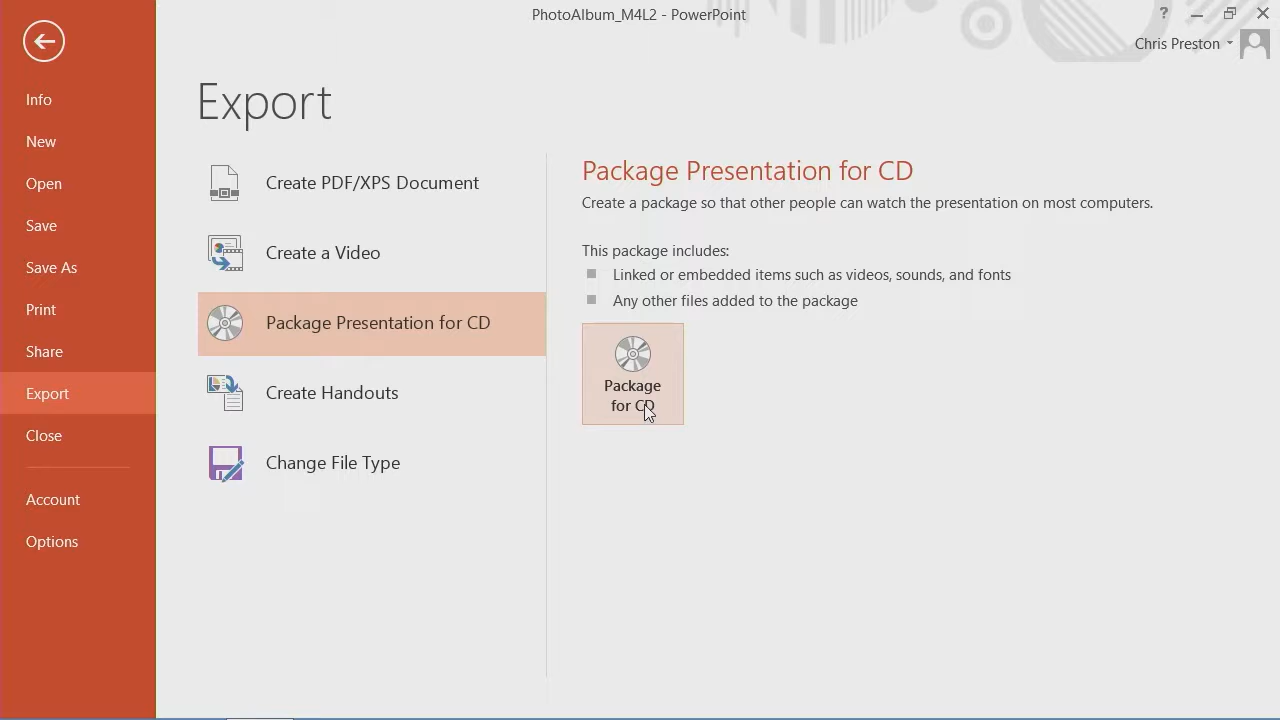 PhotoAlbum_M4L2 - PowerPoint
?
Chris Preston
Info
New
Open
Save
Save As
Print
Share
Export
Close
Account
Options
Export
Create PDF/XPS Document
Create a Video
Package Presentation for CD
Create Handouts
Change File Type
Package Presentation for CD
Create a package so that other people can watch the presentation on most computers.
This package includes:
Linked or embedded items such as videos, sounds, and fonts
Any other files added to the package
Package
for CD